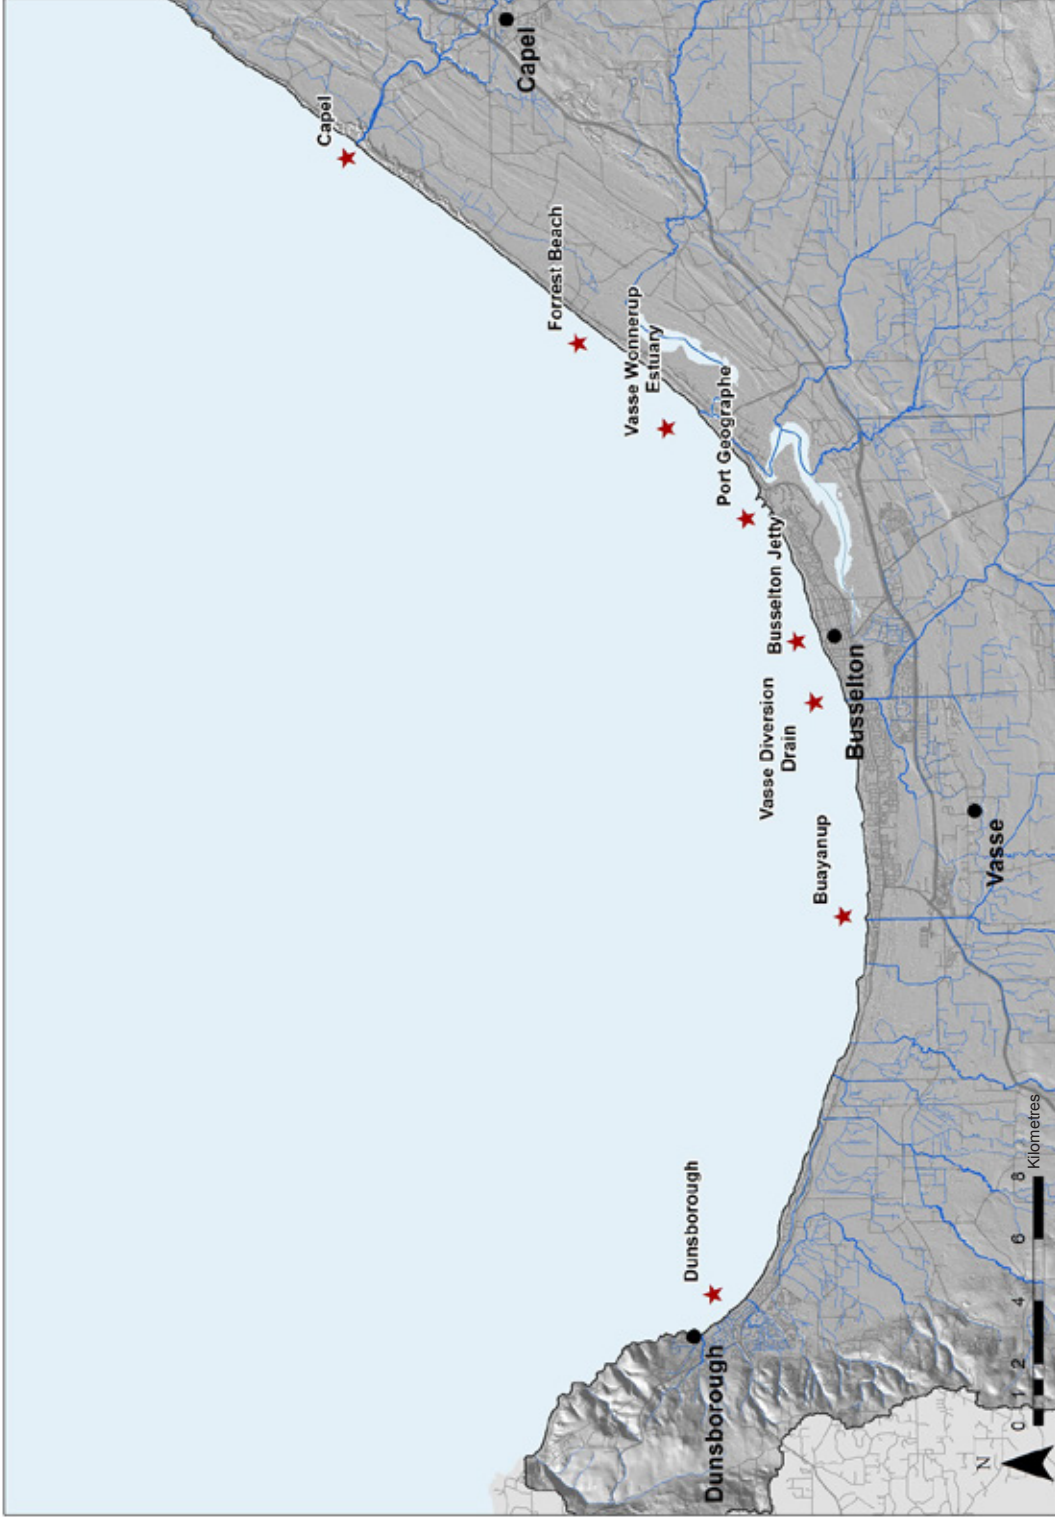 Capel
Capel
Forrest Beach
Vasse Wonnerup
Estuary
Port Geographe
Busselton Jetty
Busselton
Vasse Diversion
Drain
Vasse
Buayanup
Dunsborough
Dunsborough
N
0 1 2 4 6 8
Kilometres